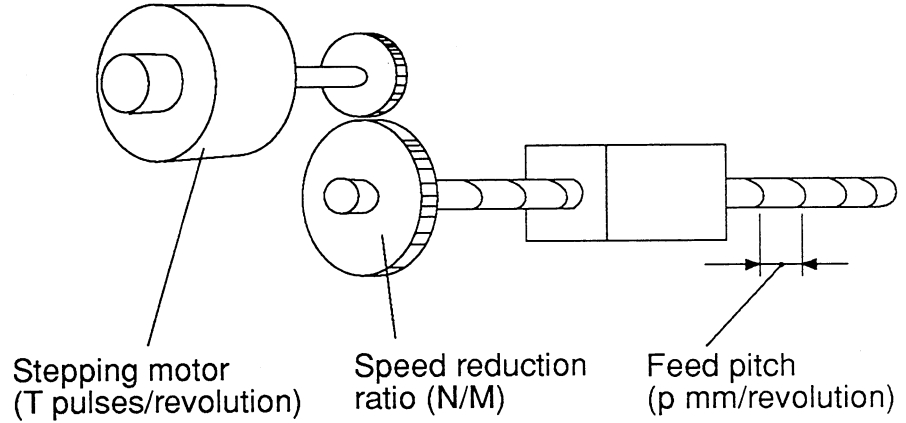 Stepping motor
(T pulses/revolution)
Speed reduction
ratio (N/M)
Feed pitch
(p mm/revolution)